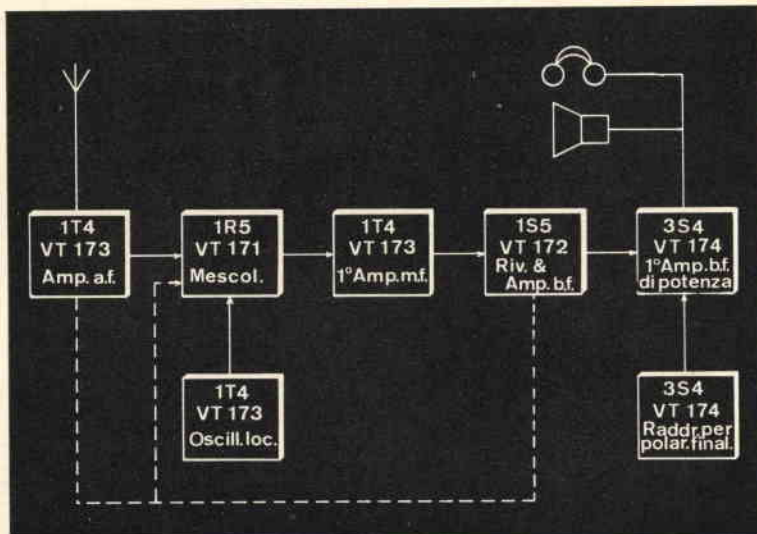 1T4
VT 173
Amp. a.f.
1R5
VT 171
Mescol.
1T4
VT 173
1° Amp. m.f.
1S5
VT 172
Riv. &
Amp. b.f.
3S4
VT 174
1° Amp. b.f.
di potenza
1T4
VT 173
Oscill. loc.
3S4
VT 174
Raddr. per
polar. final.